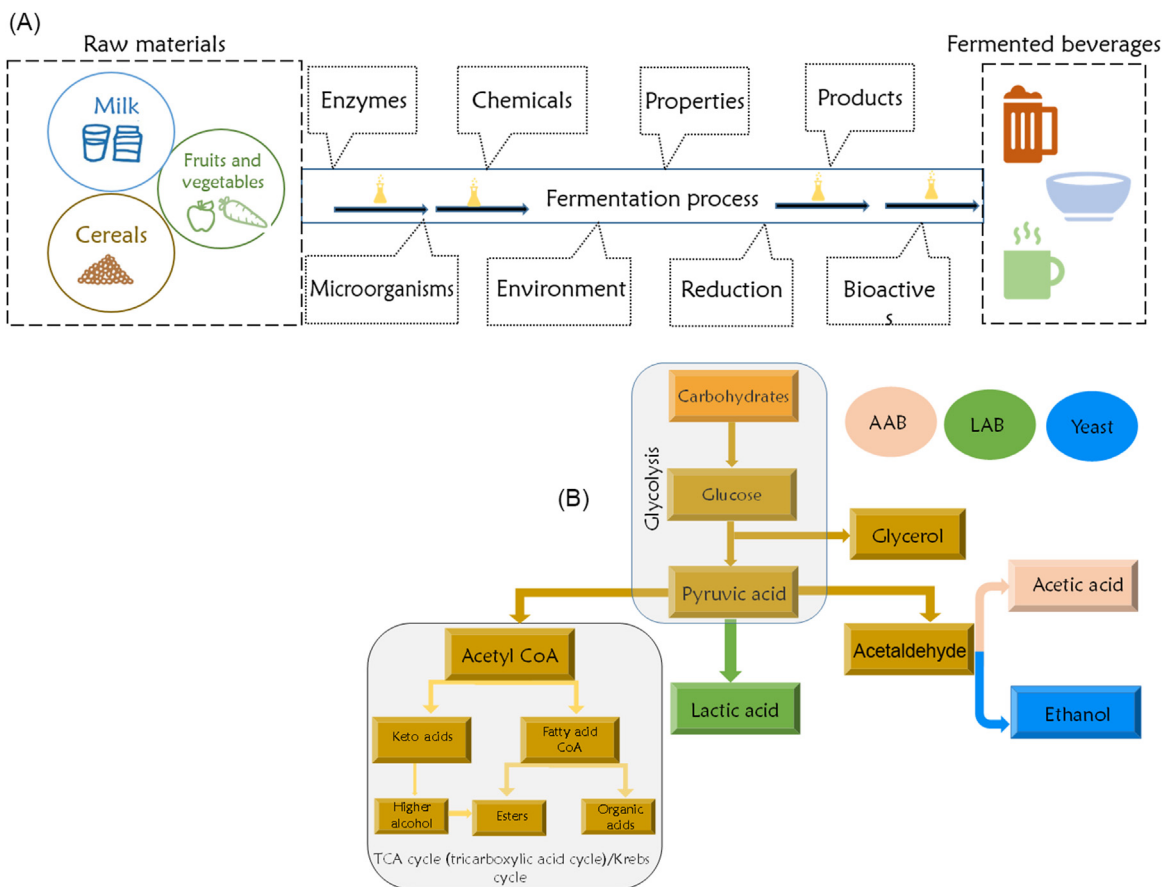 (A)
Raw materials
Fermented beverages
Milk
Fruits and
vegetables
Cereals
Enzymes
Chemicals
Properties
Products
Fermentation process
Microorganisms
Environment
Reduction
Bioactive
s
(B)
Glycolysis
Carbohydrates
Glucose
Glycerol
Pyruvic acid
AAB
LAB
Yeast
Acetyl CoA
Lactic acid
Acetaldehyde
Acetic acid
Ethanol
Keto acids
Fatty acid
CoA
Higher
alcohol
Esters
Organic
acids
TCA cycle (tricarboxylic acid cycle)/Krebs
cycle